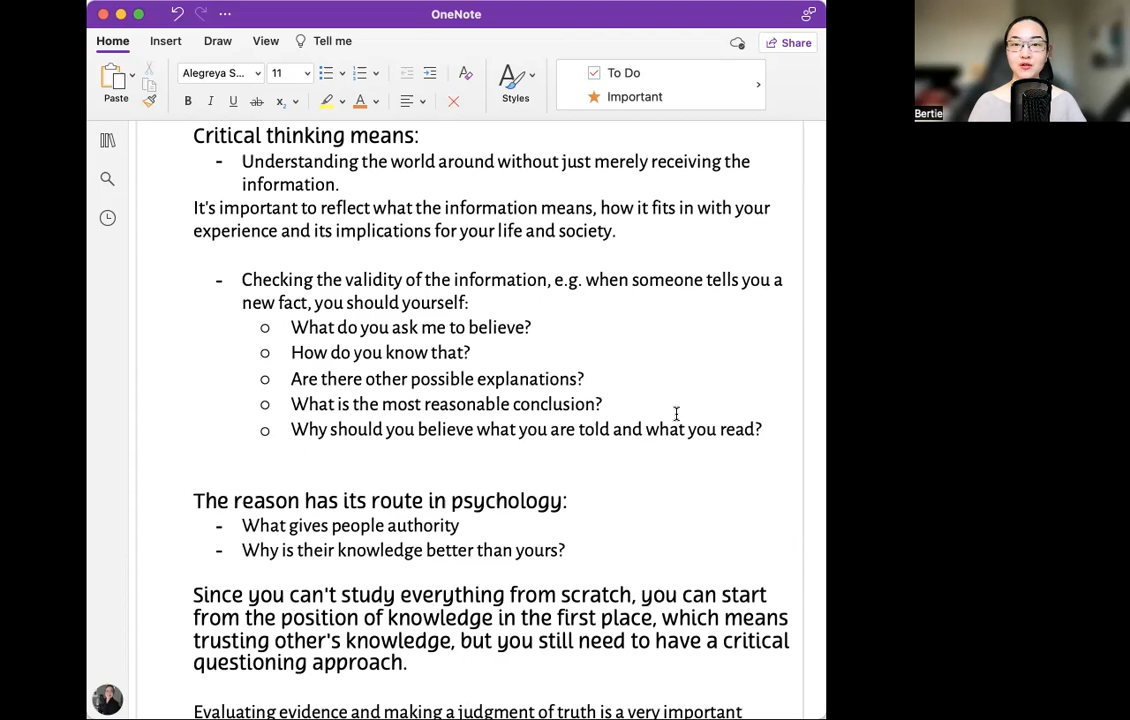 OneNote
Home Insert Draw View Tell me
Share
Paste
Alegreya S... 11
B I U ab x₂ A
Styles
To Do
Important
Bertie
Critical thinking means:
- Understanding the world around without just merely receiving the
information.
It's important to reflect what the information means, how it fits in with your
experience and its implications for your life and society.
- Checking the validity of the information, e.g. when someone tells you a
new fact, you should yourself:
○ What do you ask me to believe?
○ How do you know that?
○ Are there other possible explanations?
○ What is the most reasonable conclusion?
○ Why should you believe what you are told and what you read?
The reason has its route in psychology:
- What gives people authority
- Why is their knowledge better than yours?
Since you can't study everything from scratch, you can start
from the position of knowledge in the first place, which means
trusting other's knowledge, but you still need to have a critical
questioning approach.
Evaluating evidence and making a judgment of truth is a very important